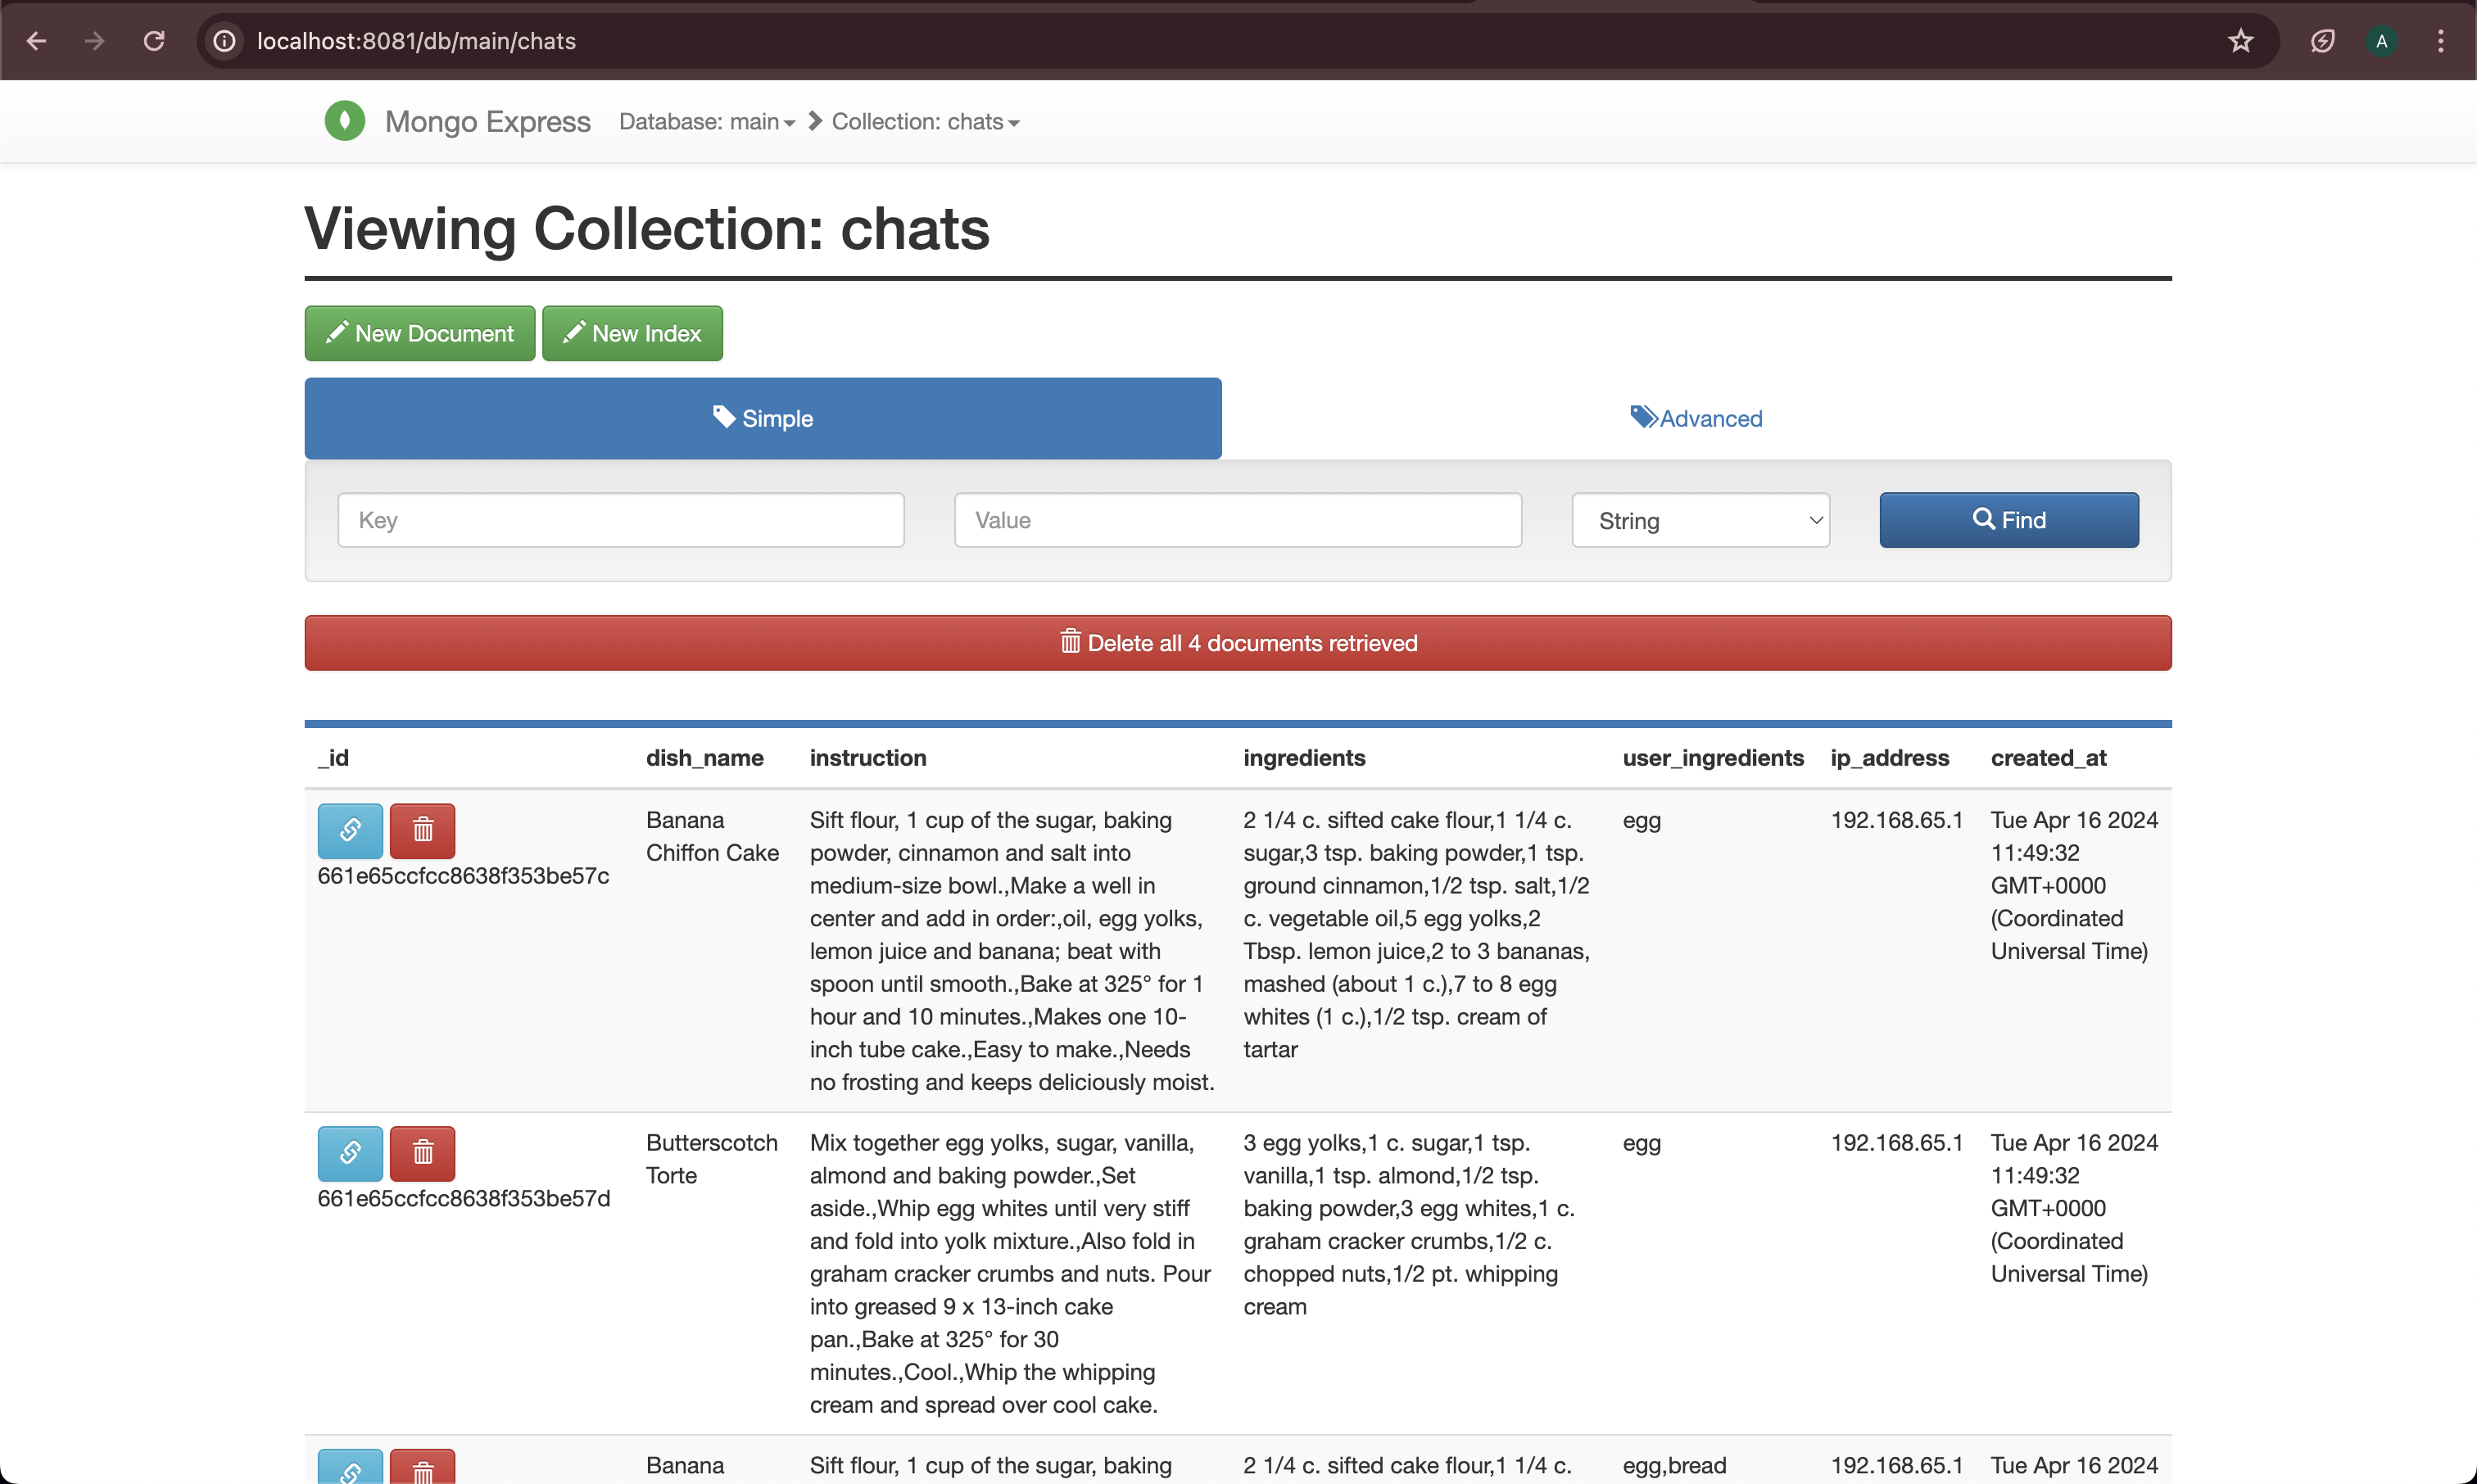 localhost:8081/db/main/chats
A
Mongo Express
Database: main
Collection: chats
Viewing Collection: chats
New Document
New Index
Simple
Advanced
Key
Value
String
Find
Delete all 4 documents retrieved
_id
dish_name
instruction
ingredients
user_ingredients
ip_address
created_at
661e65ccfcc8638f353be57c
Banana
Chiffon Cake
Sift flour, 1 cup of the sugar, baking
powder, cinnamon and salt into
medium-size bowl.,Make a well in
center and add in order:,oil, egg yolks,
lemon juice and banana; beat with
spoon until smooth.,Bake at 325° for 1
hour and 10 minutes.,Makes one 10-
inch tube cake.,Easy to make.,Needs
no frosting and keeps deliciously moist.
2 1/4 c. sifted cake flour,1 1/4 c.
sugar,3 tsp. baking powder,1 tsp.
ground cinnamon,1/2 tsp. salt,1/2
c. vegetable oil,5 egg yolks,2
Tbsp. lemon juice,2 to 3 bananas,
mashed (about 1 c.),7 to 8 egg
whites (1 c.),1/2 tsp. cream of
tartar
egg
192.168.65.1
Tue Apr 16 2024
11:49:32
GMT+0000
(Coordinated
Universal Time)
661e65ccfcc8638f353be57d
Butterscotch
Torte
Mix together egg yolks, sugar, vanilla,
almond and baking powder.,Set
aside.,Whip egg whites until very stiff
and fold into yolk mixture.,Also fold in
graham cracker crumbs and nuts. Pour
into greased 9 x 13-inch cake
pan.,Bake at 325° for 30
minutes.,Cool.,Whip the whipping
cream and spread over cool cake.
3 egg yolks,1 c. sugar,1 tsp.
vanilla,1 tsp. almond,1/2 tsp.
baking powder,3 egg whites,1 c.
graham cracker crumbs,1/2 c.
chopped nuts,1/2 pt. whipping
cream
egg
192.168.65.1
Tue Apr 16 2024
11:49:32
GMT+0000
(Coordinated
Universal Time)
Banana
Sift flour, 1 cup of the sugar, baking
2 1/4 c. sifted cake flour,1 1/4 c.
egg,bread
192.168.65.1
Tue Apr 16 2024